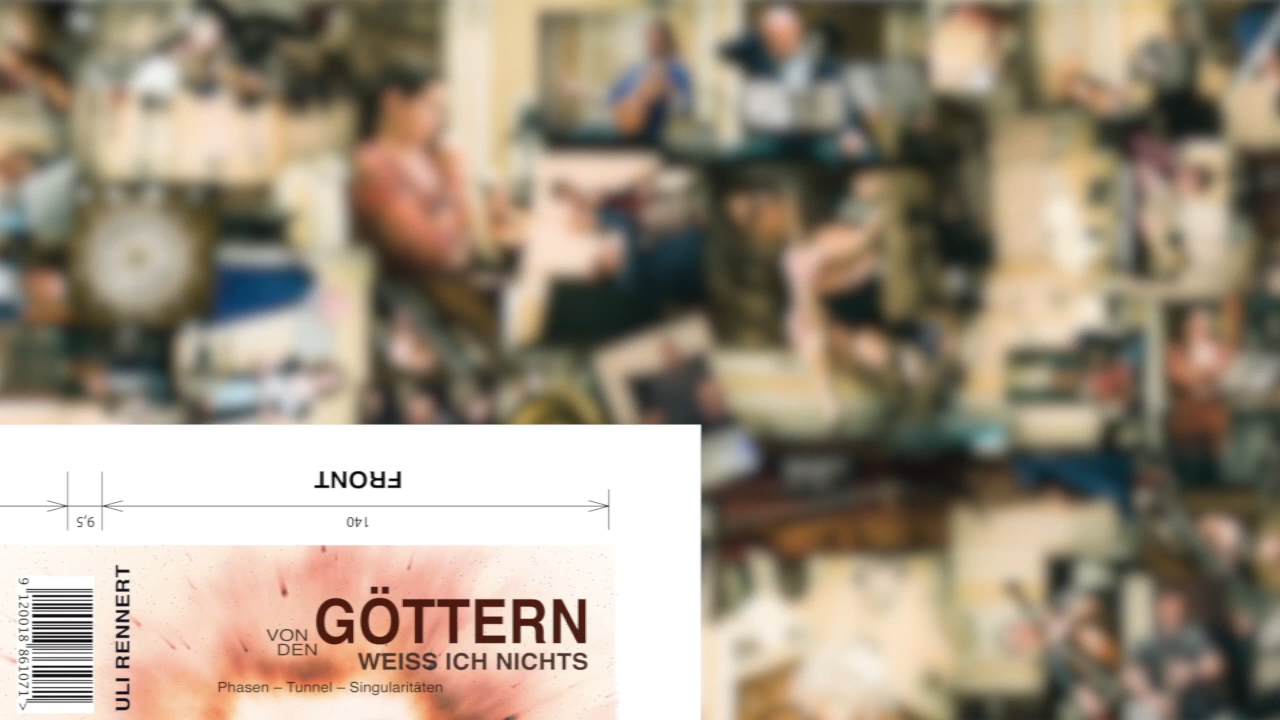 FRONT
9,5
140
9 120018 861071 >
ULI RENNERT
VON
DEN
GÖTTERN
WEISS ICH NICHTS
Phasen – Tunnel – Singularitäten